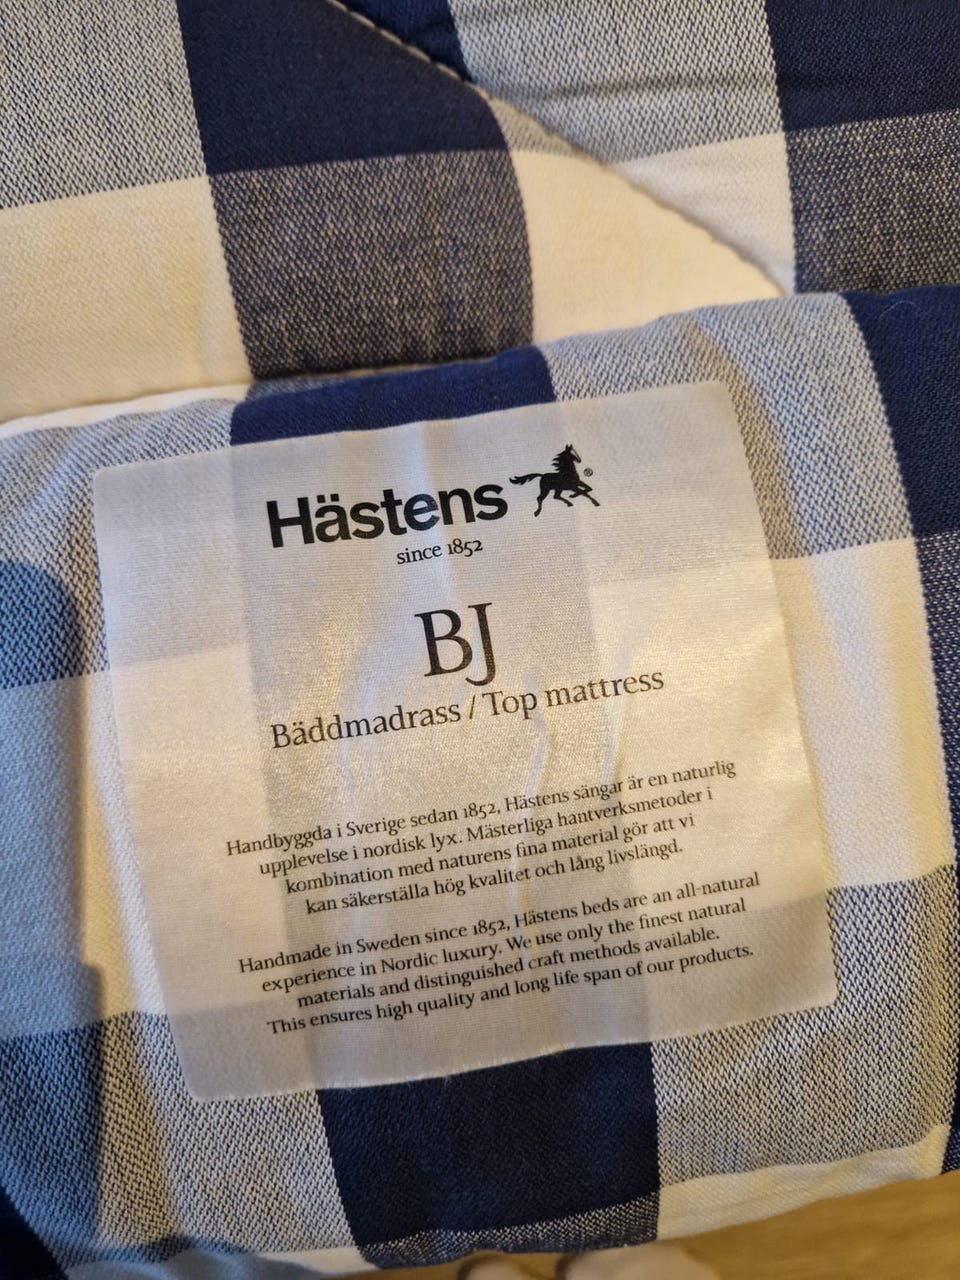 Hästens
since 1852
BJ
Bäddmadrass / Top mattress
Handbyggda i Sverige sedan 1852, Hästens sängar är en naturlig
upplevelse i nordisk lyx. Mästerliga hantverksmetoder i
kombination med naturens fina material gör att vi
kan säkerställa hög kvalitet och lång livslängd.
Handmade in Sweden since 1852, Hästens beds are an all-natural
experience in Nordic luxury. We use only the finest natural
materials and distinguished craft methods available.
This ensures high quality and long life span of our products.